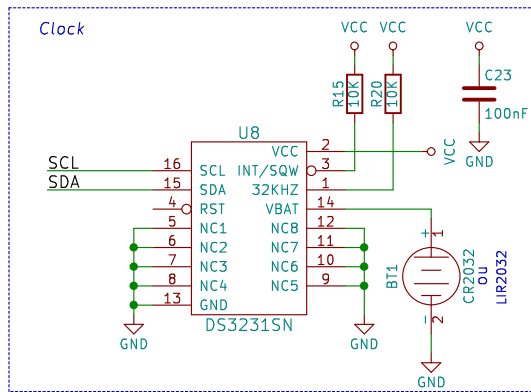 Clock
VCC
VCC
VCC
R15
10K
R20
10K
C23
100nF
GND
U8
VCC
2
VCC
SCL
16
SCL
INT/SQW
3
SDA
15
SDA
32KHZ
1
4
RST
VBAT
14
5
NC1
NC8
12
6
NC2
NC7
11
7
NC3
NC6
10
8
NC4
NC5
9
13
GND
DS3231SN
GND
GND
BT1
+
1
CR2032
ou
LIR2032
−
2
GND